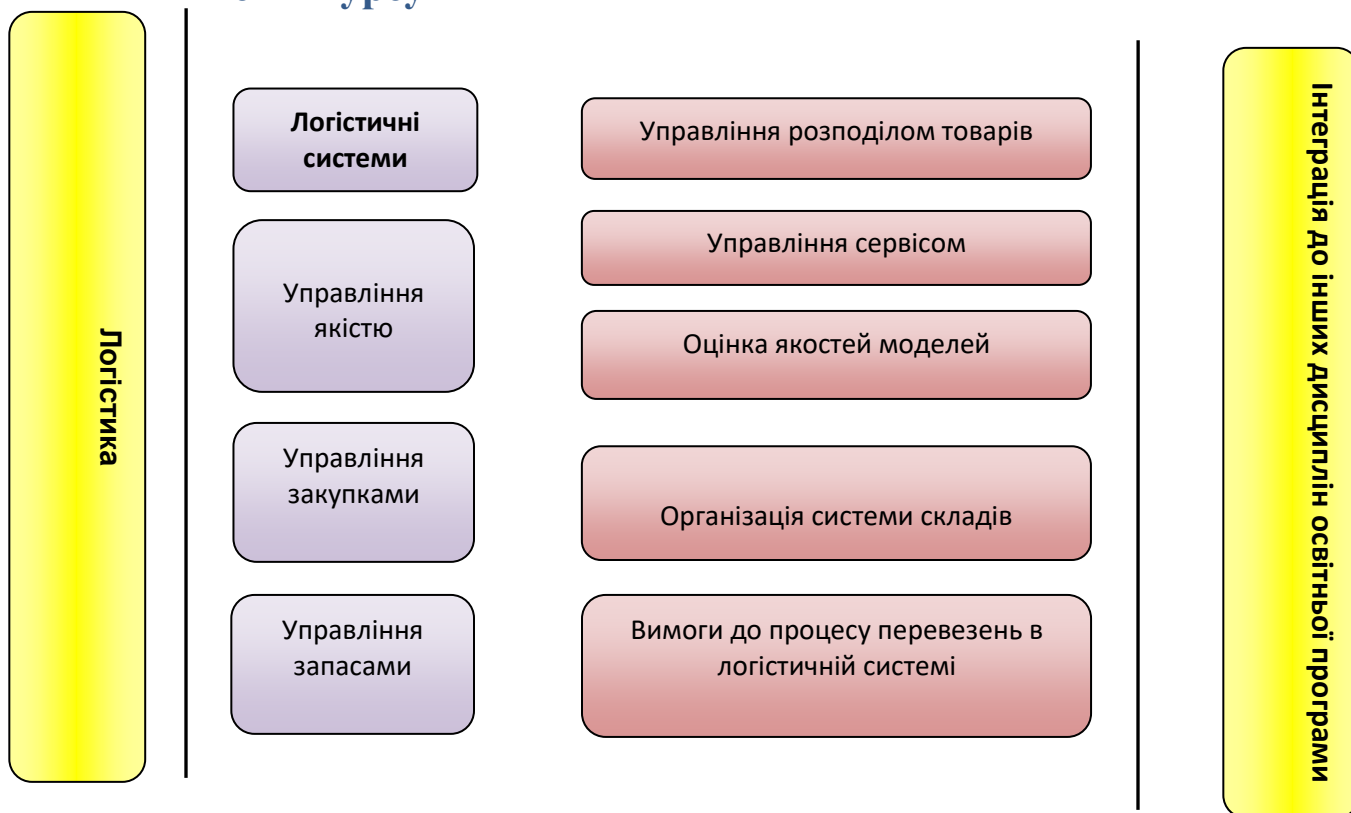 Логістика
Логістичні
системи
Управління
якістю
Управління
закупками
Управління
запасами
Управління розподілом товарів
Управління сервісом
Оцінка якостей моделей
Організація системи складів
Вимоги до процесу перевезень в
логістичній системі
Інтеграція до інших дисциплін освітньої програми